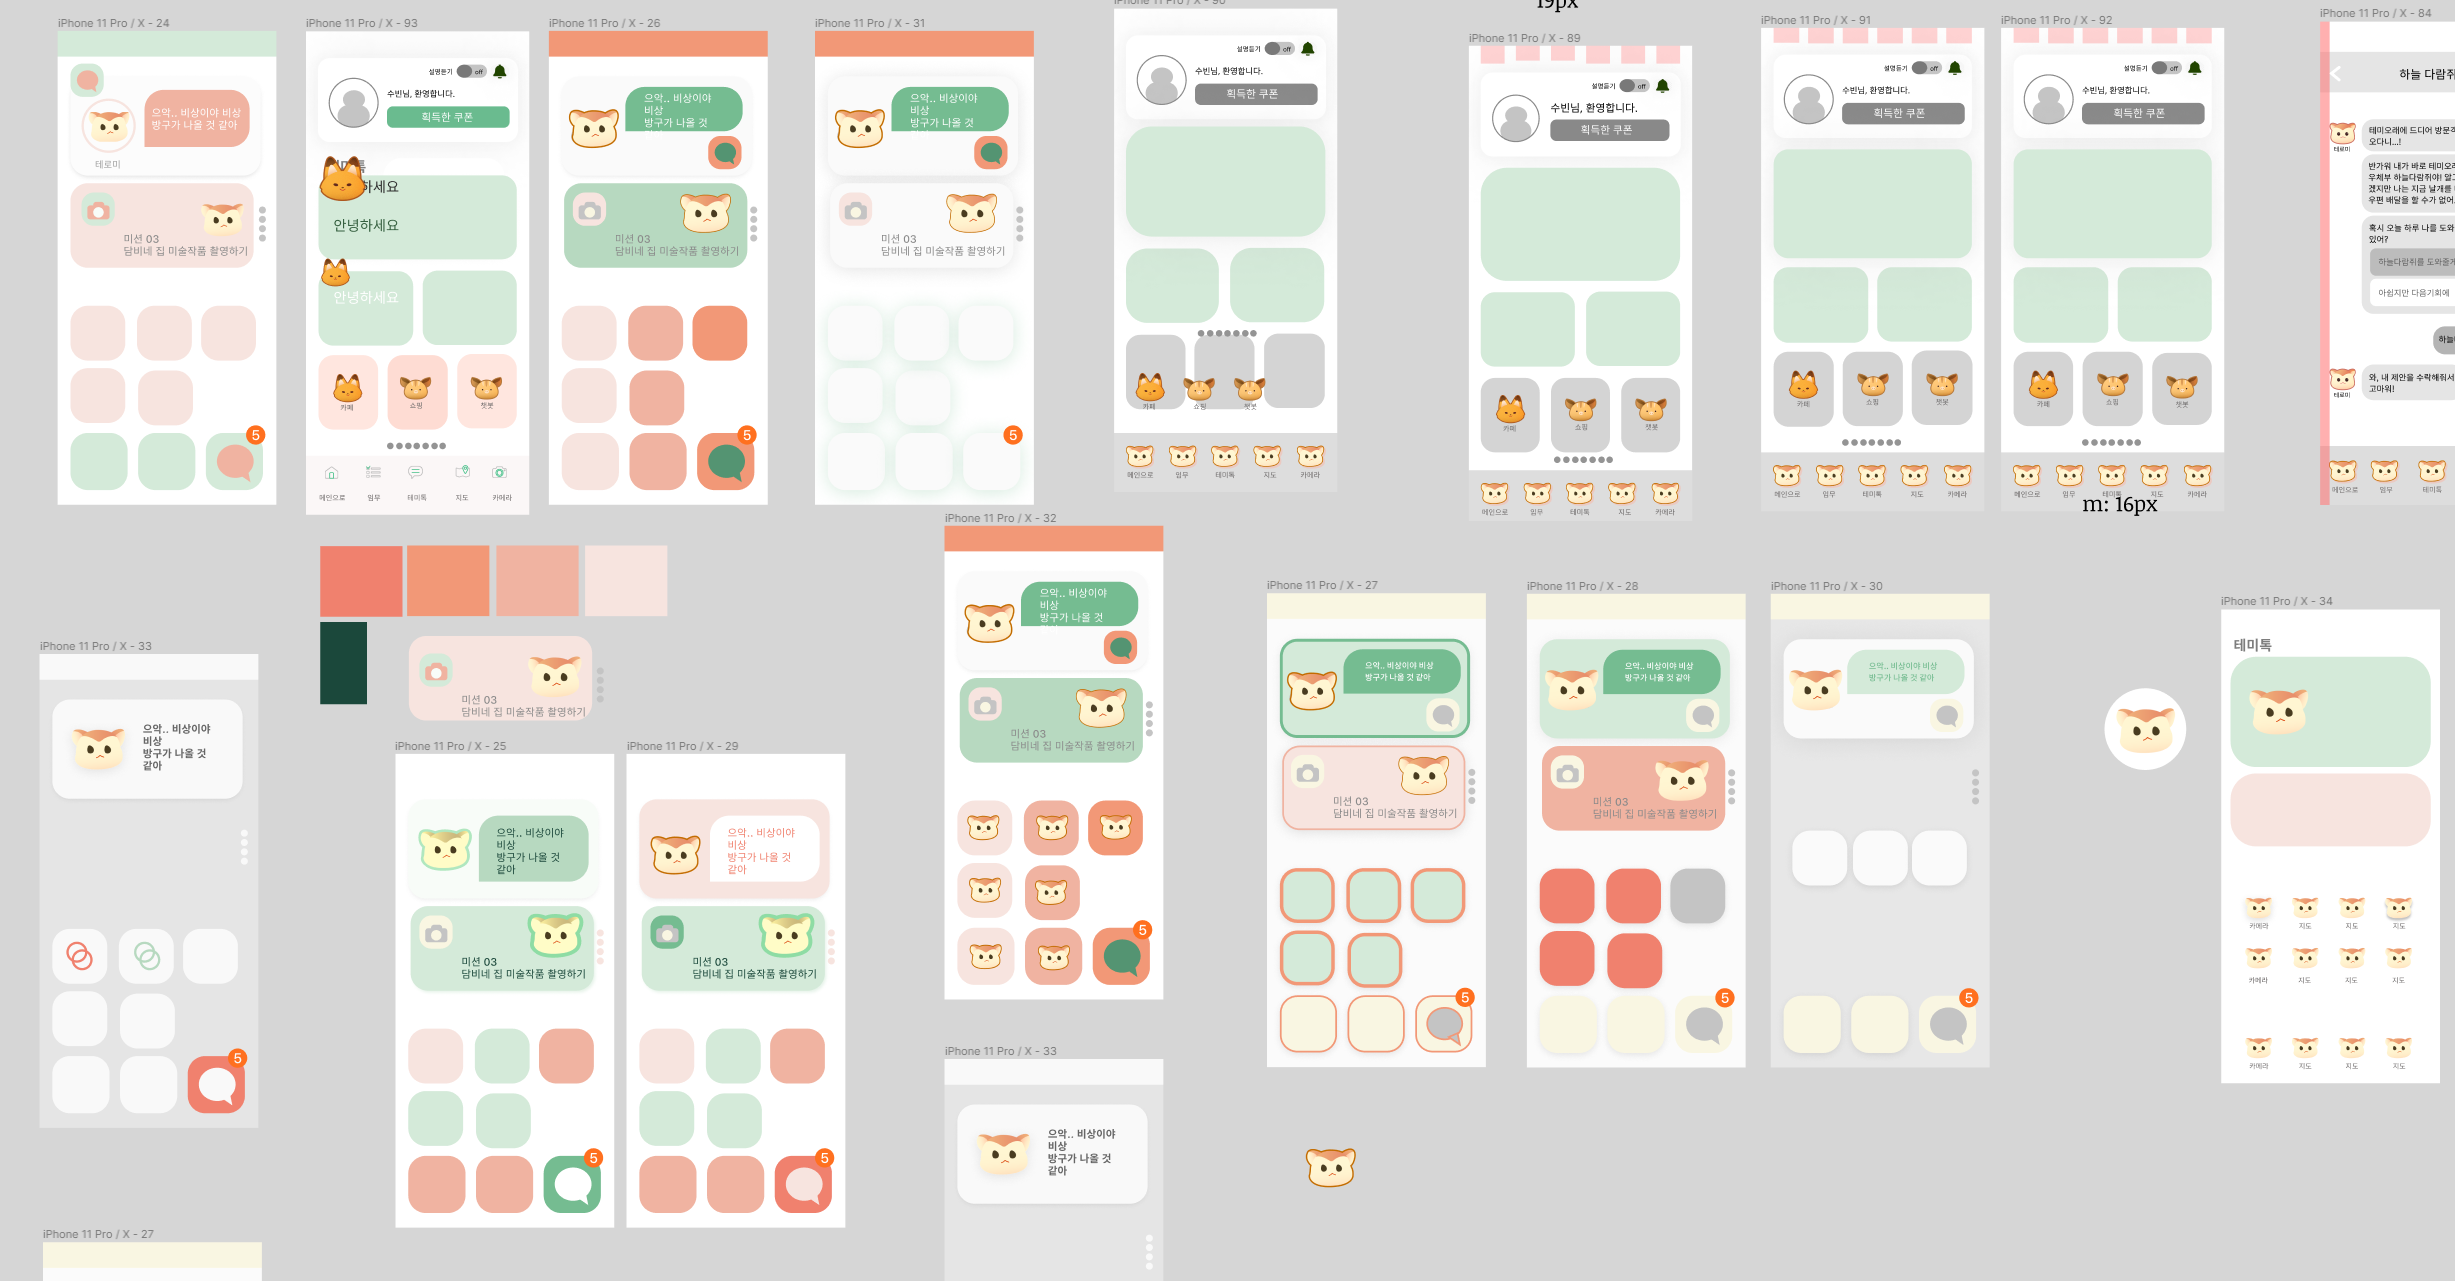 iPhone 11 Pro / X - 24
으악.. 비상이야 비상
방구가 나올 것 같아
테로미
미션 03
담비네 집 미술작품 촬영하기
5
iPhone 11 Pro / X - 93
설명듣기
off
수빈님, 환영합니다.
획득한 쿠폰
하세요
안녕하세요
안녕하세요
카페
쇼핑
챗봇
메인으로
임무
테미톡
지도
카메라
iPhone 11 Pro / X - 26
으악.. 비상이야
비상
방구가 나올 것
미션 03
담비네 집 미술작품 촬영하기
5
iPhone 11 Pro / X - 31
으악.. 비상이야
비상
방구가 나올 것
미션 03
담비네 집 미술작품 촬영하기
5
iPhone 11 Pro / X - 90
설명듣기
off
수빈님, 환영합니다.
획득한 쿠폰
카페
쇼핑
챗봇
메인으로
임무
테미톡
지도
카메라
19px
iPhone 11 Pro / X - 89
설명듣기
off
수빈님, 환영합니다.
획득한 쿠폰
카페
쇼핑
챗봇
메인으로
임무
테미톡
지도
카메라
iPhone 11 Pro / X - 91
설명듣기
off
수빈님, 환영합니다.
획득한 쿠폰
카페
쇼핑
챗봇
메인으로
임무
테미톡
지도
카메라
iPhone 11 Pro / X - 92
설명듣기
off
수빈님, 환영합니다.
획득한 쿠폰
카페
쇼핑
챗봇
메인으로
임무
테미톡
지도
카메라
m: 16px
iPhone 11 Pro / X - 84
하늘 다람쥐
테로미
테미오래에 드디어 방문객
오다니...!
반가워 내가 바로 테미오래
우체부 하늘다람쥐야! 알고
겠지만 나는 지금 날개를
우편 배달을 할 수가 없어
혹시 오늘 하루 나를 도와
있어?
하늘다람쥐를 도와줄게
아쉽지만 다음기회에
하늘
테로미
와, 내 제안을 수락해줘서
고마워!
메인으로
임무
테미톡
iPhone 11 Pro / X - 33
으악.. 비상이야
비상
방구가 나올 것
같아
5
미션 03
담비네 집 미술작품 촬영하기
iPhone 11 Pro / X - 25
으악.. 비상이야
비상
방구가 나올 것
같아
미션 03
담비네 집 미술작품 촬영하기
5
iPhone 11 Pro / X - 29
으악.. 비상이야
비상
방구가 나올 것
같아
미션 03
담비네 집 미술작품 촬영하기
5
iPhone 11 Pro / X - 32
으악.. 비상이야
비상
방구가 나올 것
미션 03
담비네 집 미술작품 촬영하기
5
iPhone 11 Pro / X - 33
으악.. 비상이야
비상
방구가 나올 것
같아
iPhone 11 Pro / X - 27
으악.. 비상이야 비상
방구가 나올 것 같아
미션 03
담비네 집 미술작품 촬영하기
5
iPhone 11 Pro / X - 28
으악.. 비상이야 비상
방구가 나올 것 같아
미션 03
담비네 집 미술작품 촬영하기
5
iPhone 11 Pro / X - 30
으악.. 비상이야 비상
방구가 나올 것 같아
5
iPhone 11 Pro / X - 34
테미톡
카메라
지도
지도
지도
카메라
지도
지도
지도
카메라
지도
지도
지도
iPhone 11 Pro / X - 27